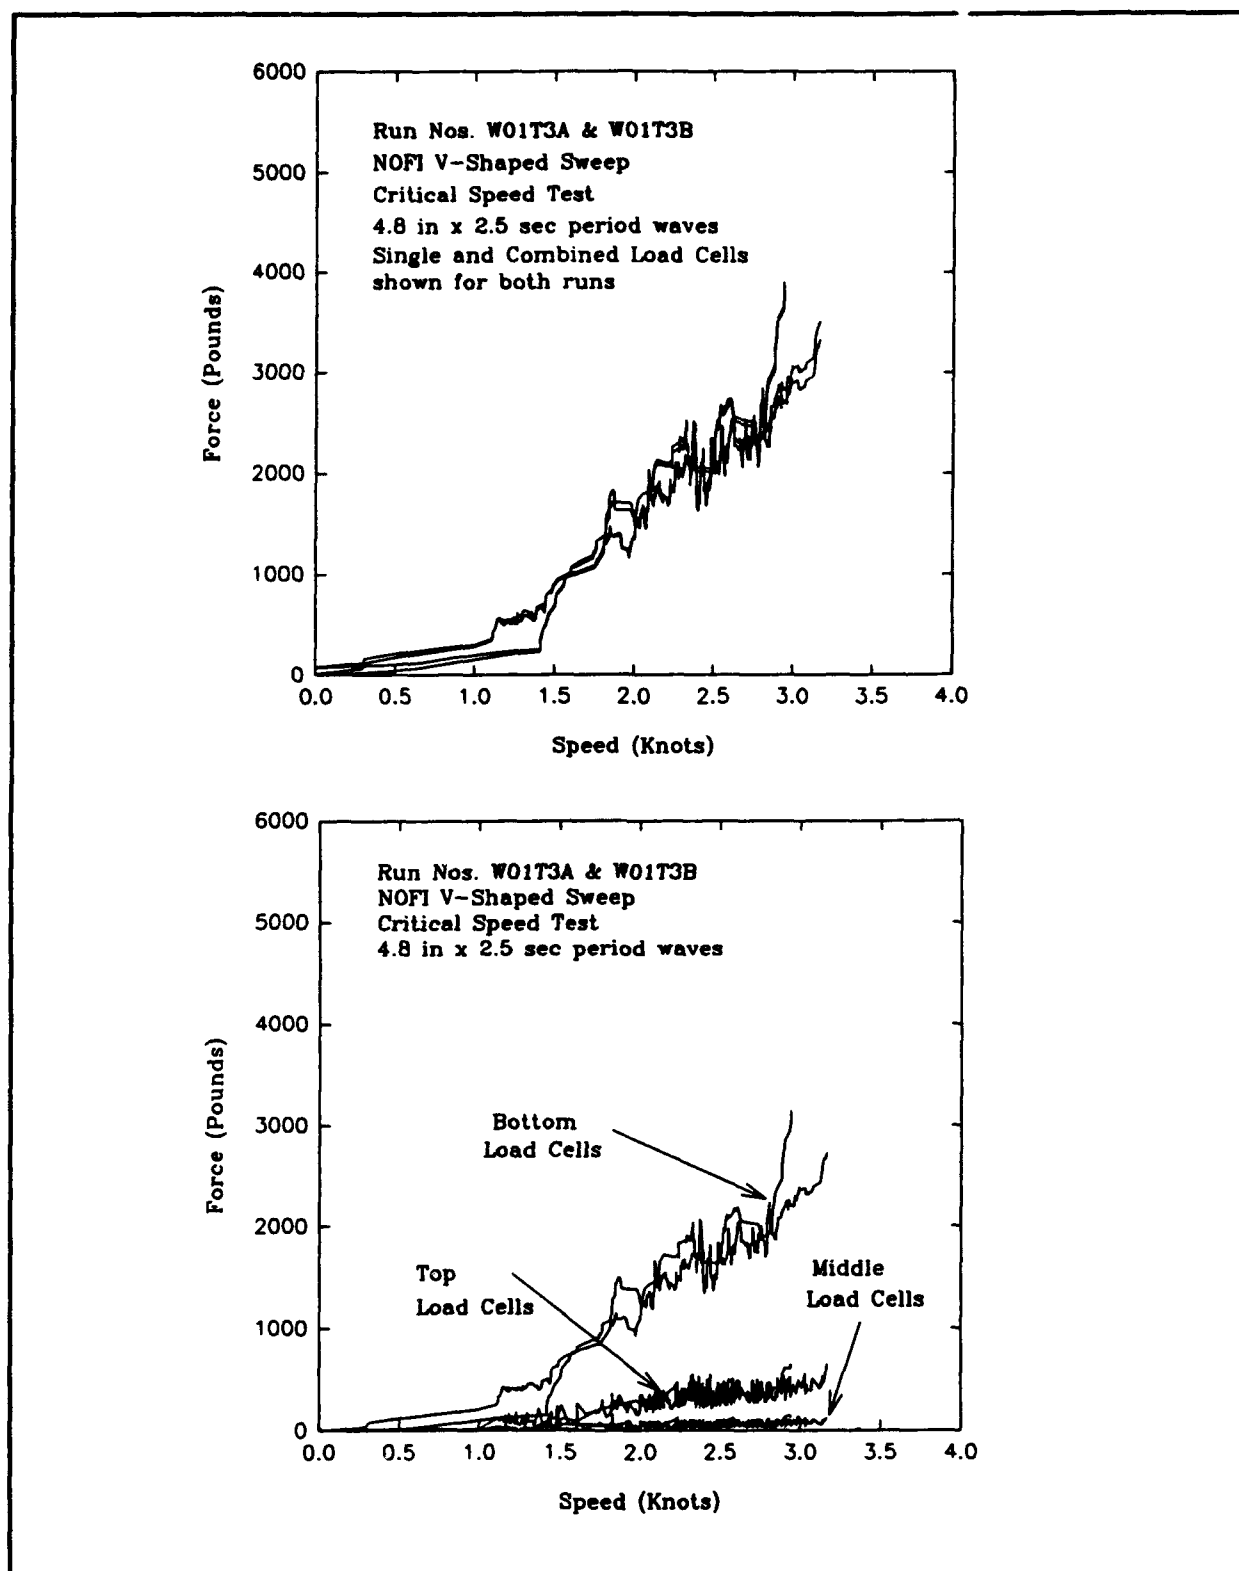 6000
5000
4000
3000
2000
1000
0
Force (Pounds)
Run Nos. W01T3A & W01T3B
NOFI V-Shaped Sweep
Critical Speed Test
4.8 in x 2.5 sec period waves
Single and Combined Load Cells
shown for both runs
0.0 0.5 1.0 1.5 2.0 2.5 3.0 3.5 4.0
Speed (Knots)
6000
5000
4000
3000
2000
1000
0
Force (Pounds)
Run Nos. W01T3A & W01T3B
NOFI V-Shaped Sweep
Critical Speed Test
4.8 in x 2.5 sec period waves
Bottom
Load Cells
Top
Load Cells
Middle
Load Cells
0.0 0.5 1.0 1.5 2.0 2.5 3.0 3.5 4.0
Speed (Knots)